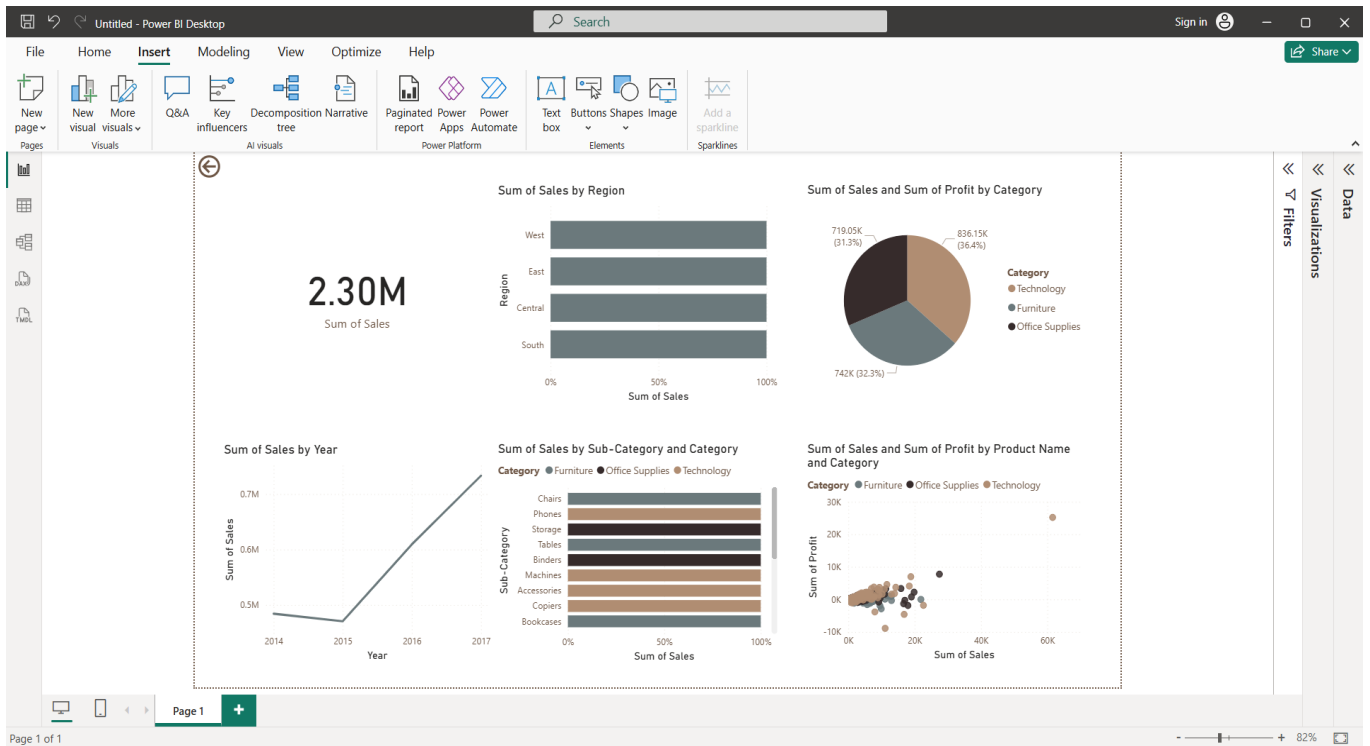 Untitled - Power BI Desktop
Search
Sign in
File Home Insert Modeling View Optimize Help
Share
New page
New visual
More visuals
Q&A
Key influencers
Decomposition tree
Narrative
Paginated report
Power Apps
Power Automate
Text box
Buttons
Shapes
Image
Add a sparkline
Pages
Visuals
AI visuals
Power Platform
Elements
Sparklines
DAX
TMDL
2.30M
Sum of Sales
Sum of Sales by Region
Region
West
East
Central
South
0% 50% 100%
Sum of Sales
Sum of Sales and Sum of Profit by Category
719.05K
(31.3%)
836.15K
(36.4%)
742K (32.3%)
Category
Technology
Furniture
Office Supplies
Sum of Sales by Year
Sum of Sales
0.7M
0.6M
0.5M
2014 2015 2016 2017
Year
Sum of Sales by Sub-Category and Category
Category Furniture Office Supplies Technology
Sub-Category
Chairs
Phones
Storage
Tables
Binders
Machines
Accessories
Copiers
Bookcases
0% 50% 100%
Sum of Sales
Sum of Sales and Sum of Profit by Product Name
and Category
Category Furniture Office Supplies Technology
Sum of Profit
30K
20K
10K
0K
-10K
0K 20K 40K 60K
Sum of Sales
Filters
Visualizations
Data
Page 1
+
Page 1 of 1
- + 82%